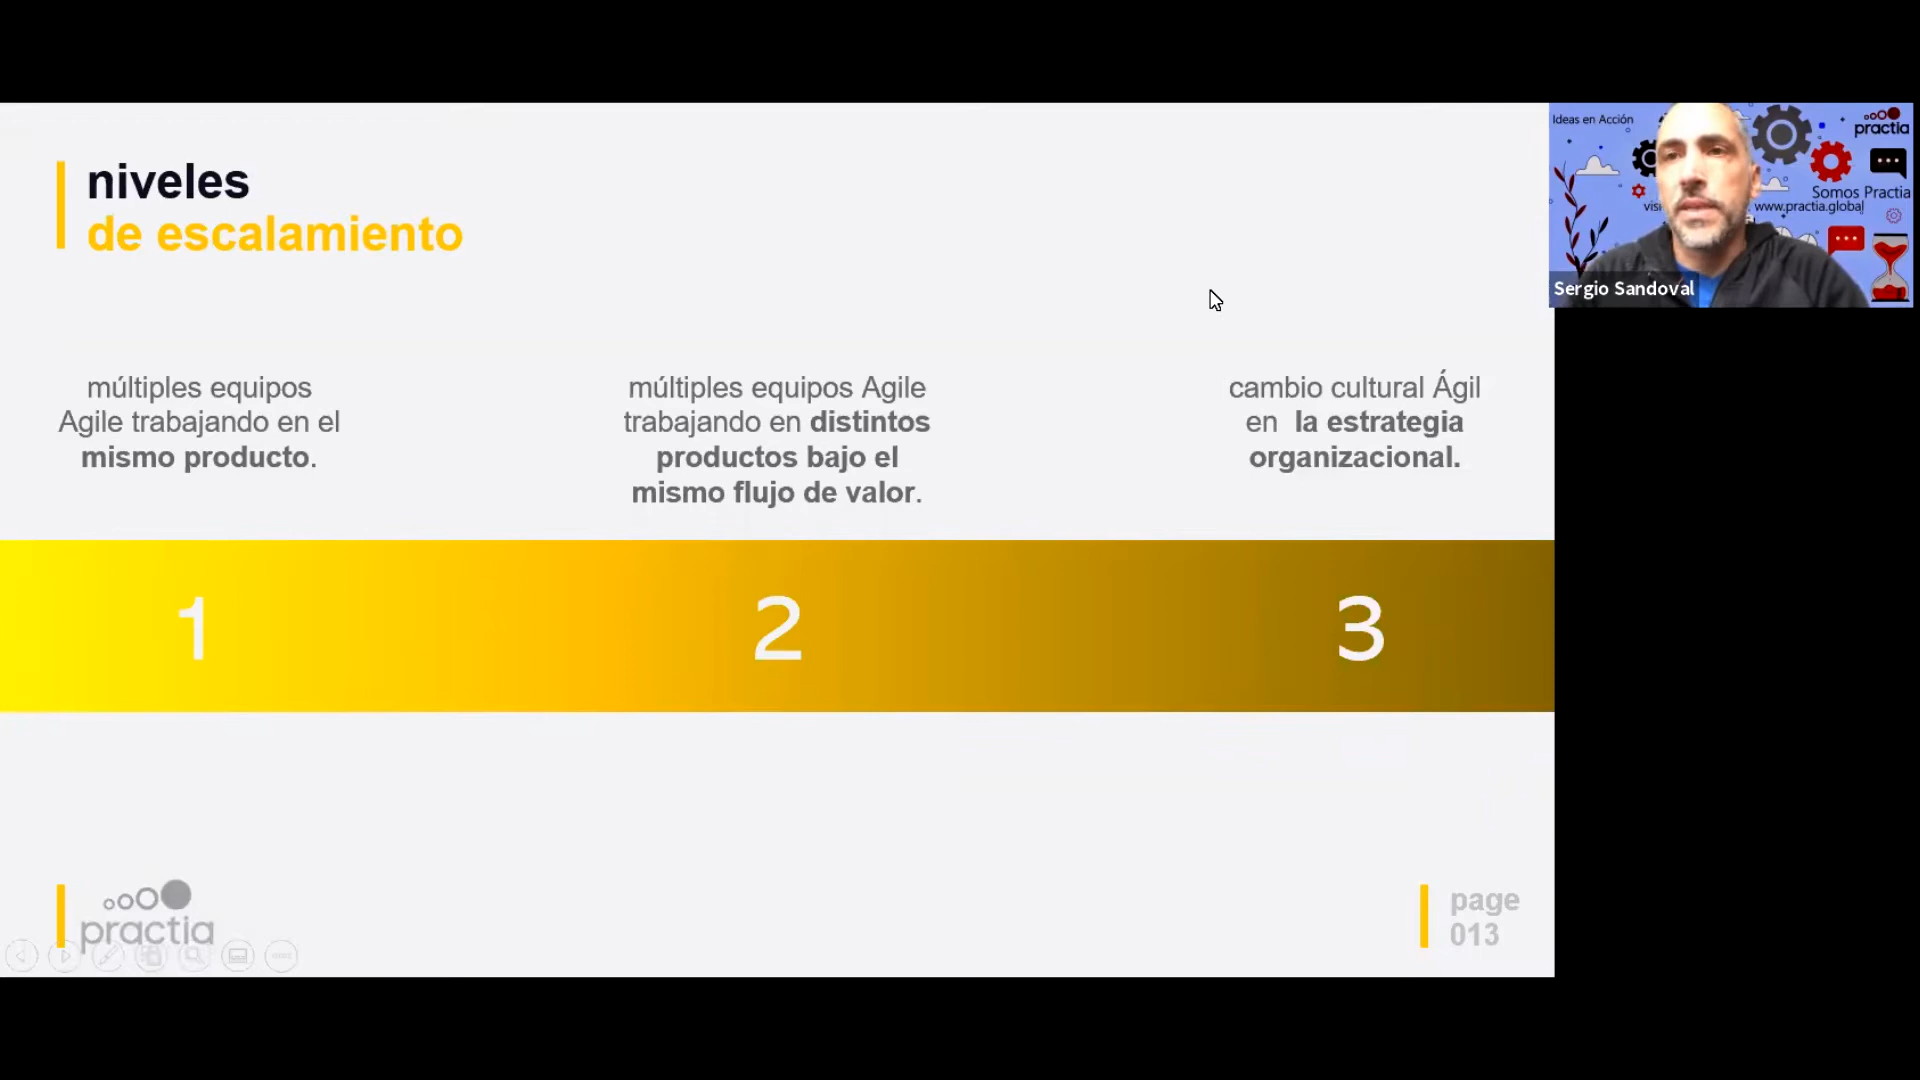 niveles
de escalamiento
múltiples equipos
Agile trabajando en el
mismo producto.
múltiples equipos Agile
trabajando en distintos
productos bajo el
mismo flujo de valor.
cambio cultural Ágil
en la estrategia
organizacional.
1
2
3
practia
page
013
Ideas en Acción
practia
Somos Practia
www.practia.global
Sergio Sandoval